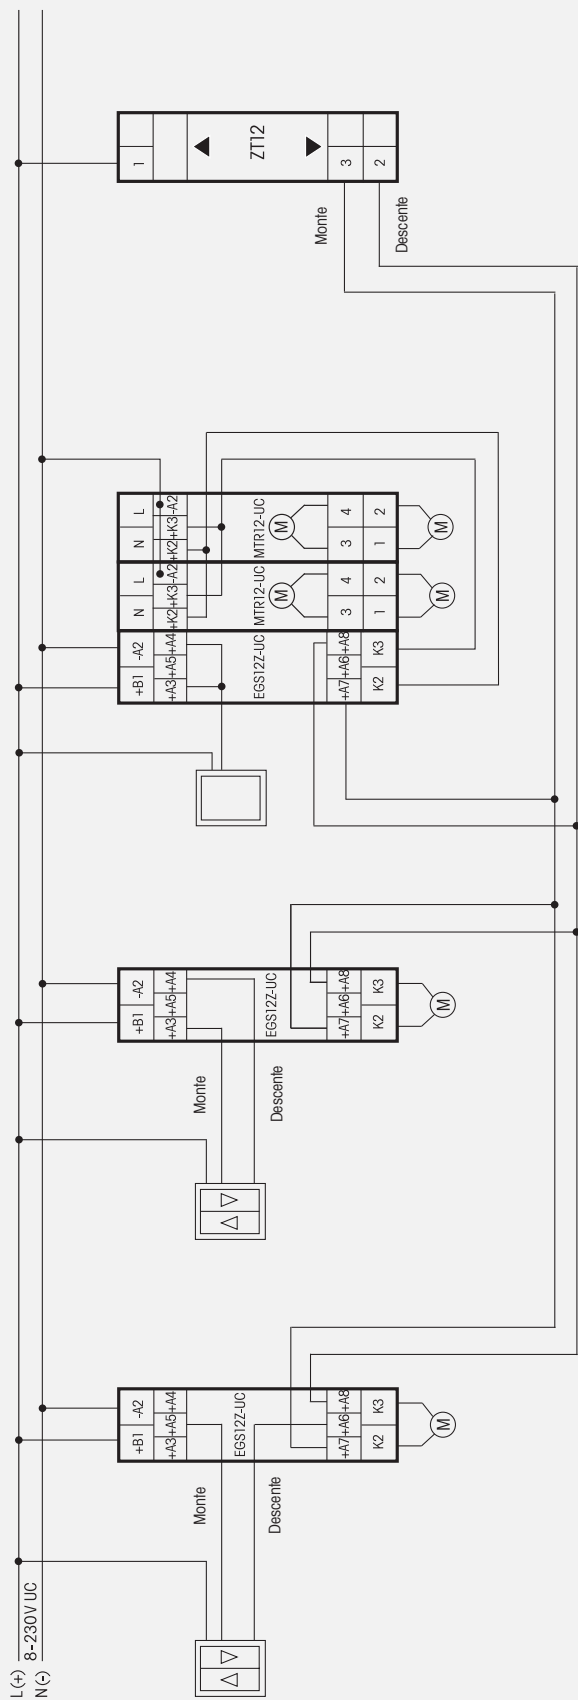 L(+)
8-230V UC
N(-)
Monte
Descente
+B1 -A2
+A3+A5+A4
EGS12Z-UC
+A7+A6+A8
K2 K3
M
Monte
Descente
+B1 -A2
+A3+A5+A4
EGS12Z-UC
+A7+A6+A8
K2 K3
M
+B1 -A2
+A3+A5+A4
EGS12Z-UC
+A7+A6+A8
K2 K3
N L
+K2+K3-A2
MTR12-UC
M
3 4
1 2
M
N L
+K2+K3-A2
MTR12-UC
M
3 4
1 2
M
Monte
Descente
1
ZT12
3
2